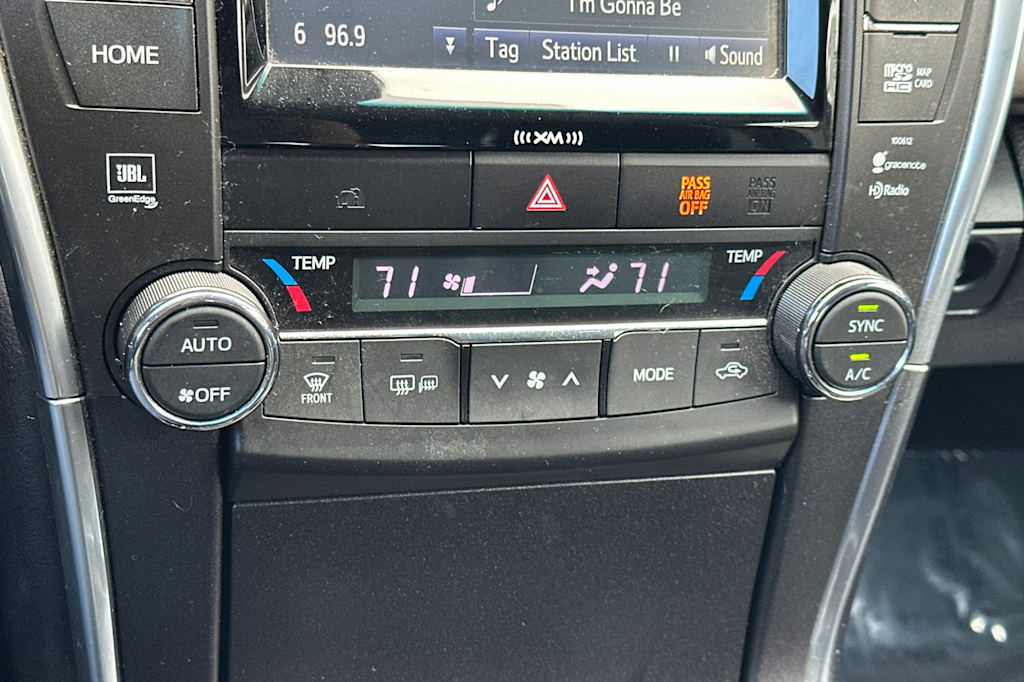 I'm Gonna Be
6 96.9
Tag Station List Sound
HOME
micro SD HC MAP CARD
XM
100612
gracenote
HD Radio
JBL
GreenEdge
PASS
AIR BAG
OFF
PASS
AIR BAG
ON
TEMP
71
71
TEMP
AUTO
OFF
FRONT
MODE
SYNC
A/C